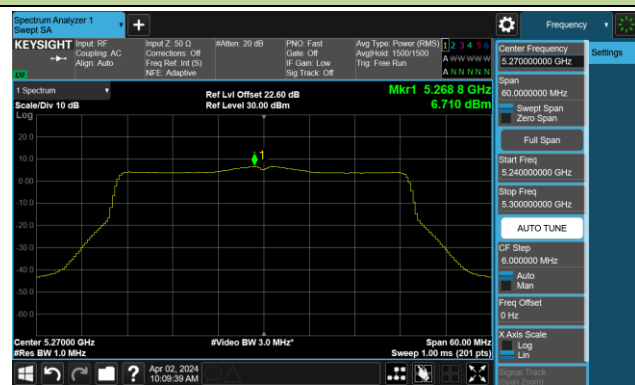 Spectrum Analyzer 1
Swept SA
+
Frequency
KEYSIGHT
Input: RF
Coupling: AC
Align: Auto
Input Z: 50 Ω
Corrections: Off
Freq Ref: Int (S)
NFE: Adaptive
#Atten: 20 dB
PNO: Fast
Gate: Off
IF Gain: Low
Sig Track: Off
Avg Type: Power (RMS)
Avg|Hold: 1500/1500
Trig: Free Run
1 2 3 4 5 6
A W W W W W
A N N N N N
LW
1 Spectrum
Scale/Div 10 dB
Log
Ref Lvl Offset 22.60 dB
Ref Level 30.00 dBm
Mkr1 5.268 8 GHz
6.710 dBm
20.0
10.0
0.00
-10.0
-20.0
-30.0
-40.0
-50.0
-60.0
1
Center 5.27000 GHz
#Res BW 1.0 MHz
#Video BW 3.0 MHz*
Span 60.00 MHz
Sweep 1.00 ms (201 pts)
Apr 02, 2024
10:09:39 AM
?
Center Frequency
5.270000000 GHz
Settings
Span
60.0000000 MHz
Swept Span
Zero Span
Full Span
Start Freq
5.240000000 GHz
Stop Freq
5.300000000 GHz
AUTO TUNE
CF Step
6.000000 MHz
Auto
Man
Freq Offset
0 Hz
X Axis Scale
Log
Lin
Signal Track
(Span Zoom)